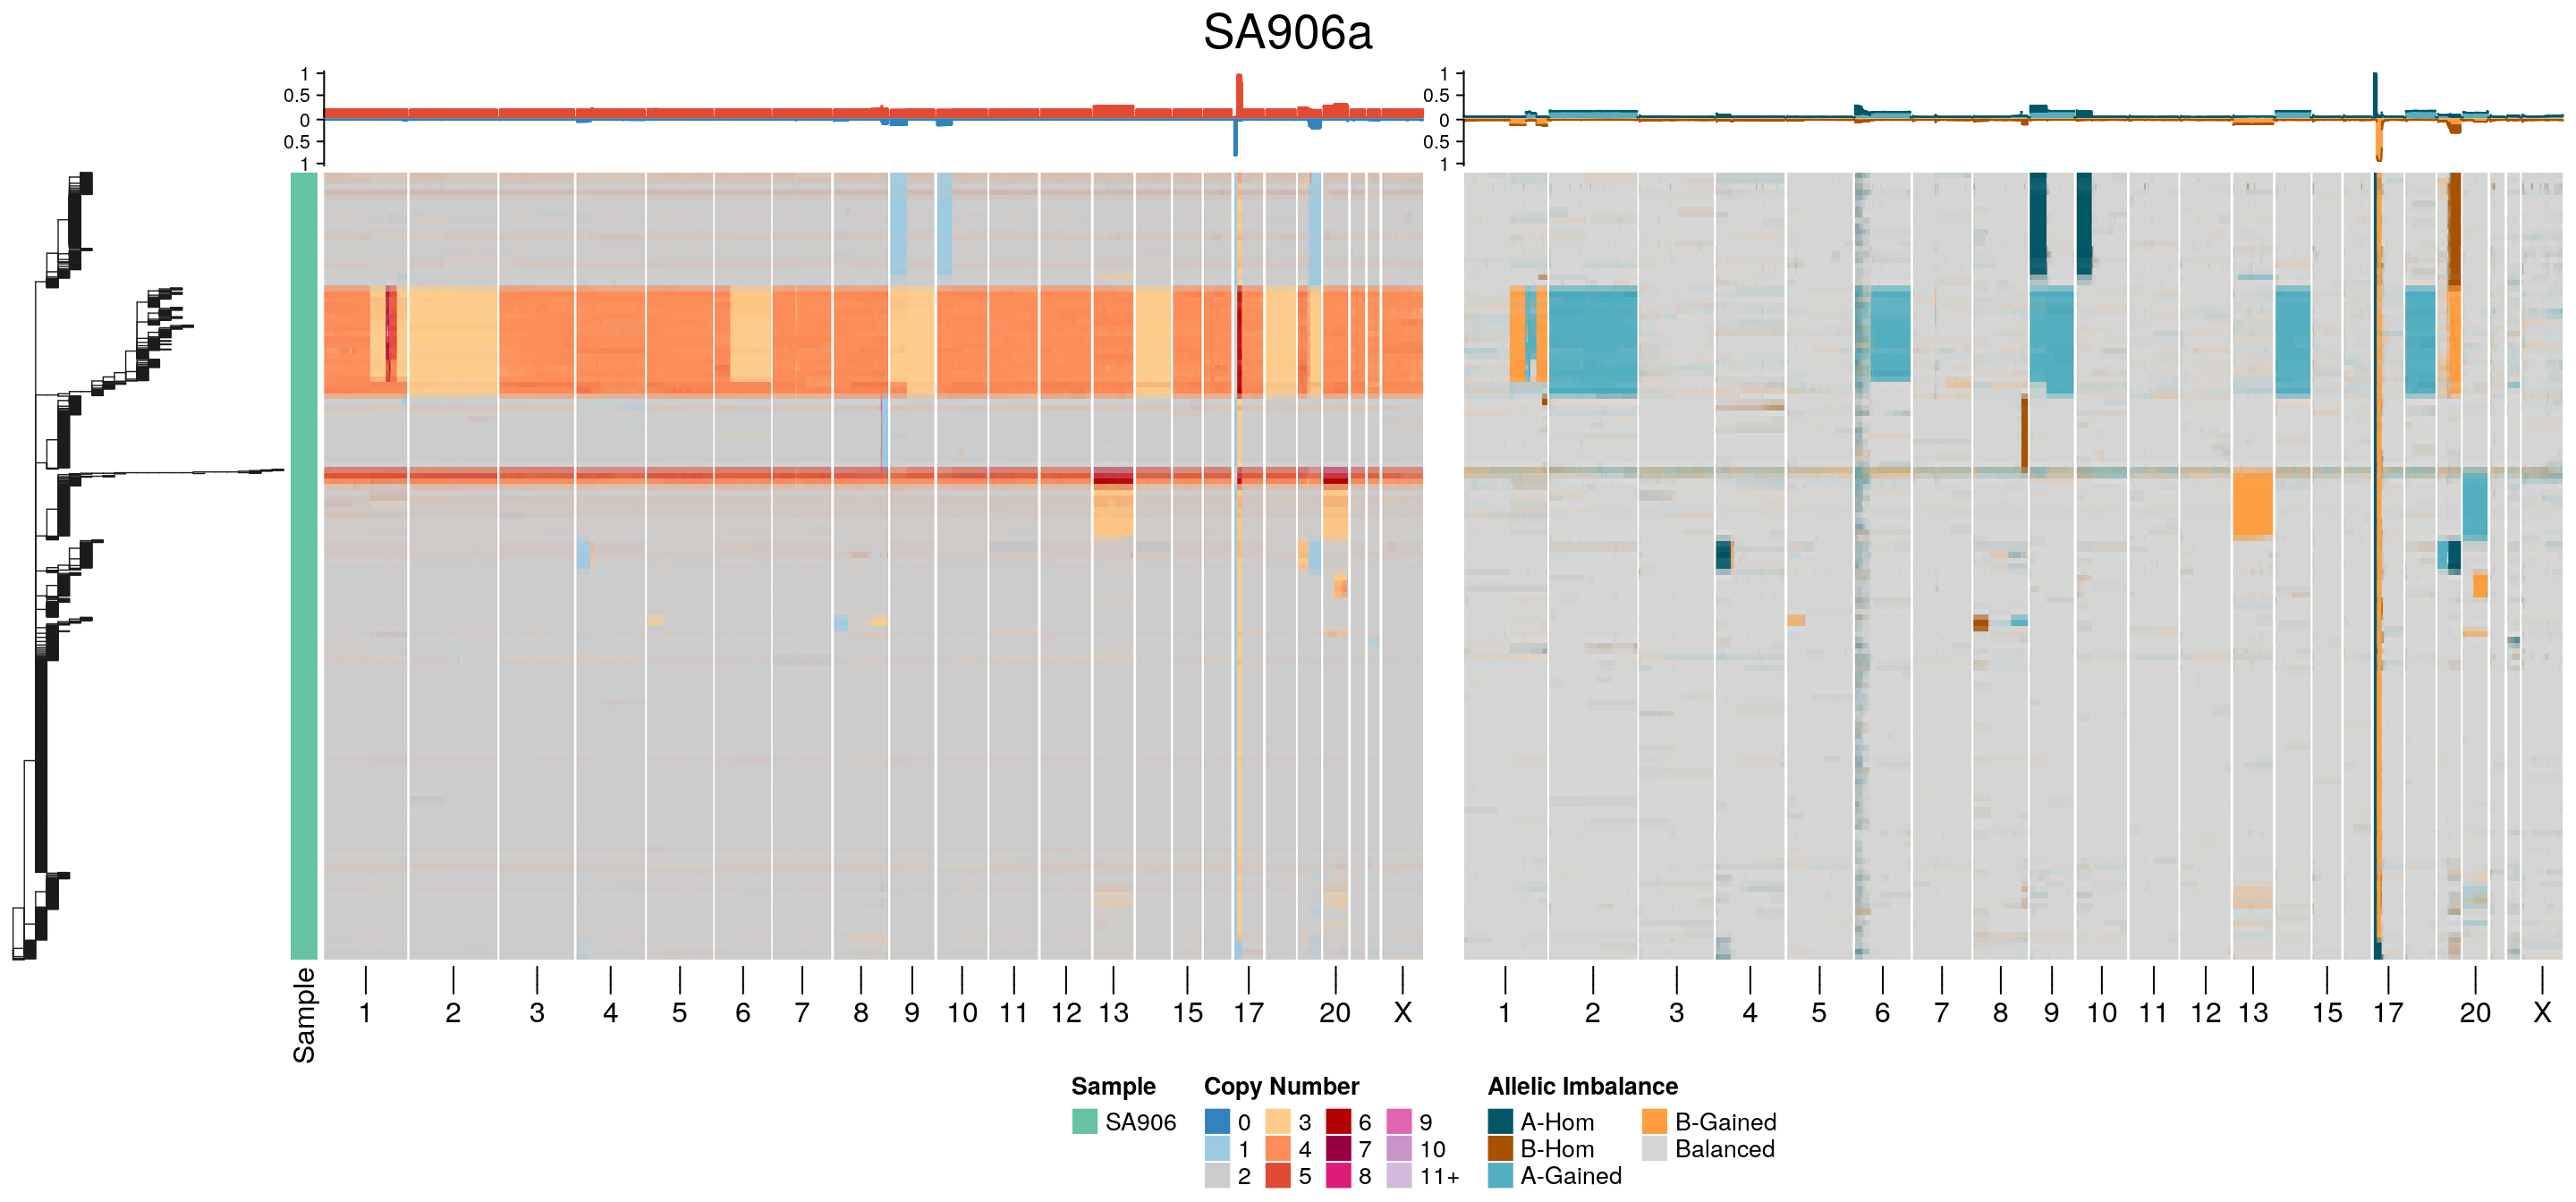 SA906a
1
0.5
0
0.5
1
1
0.5
0
0.5
1
Sample
1 2 3 4 5 6 7 8 9 10 11 12 13 15 17 20 X
1 2 3 4 5 6 7 8 9 10 11 12 13 15 17 20 X
Sample
SA906
Copy Number
0 3 6 9
1 4 7 10
2 5 8 11+
Allelic Imbalance
A-Hom B-Gained
B-Hom Balanced
A-Gained